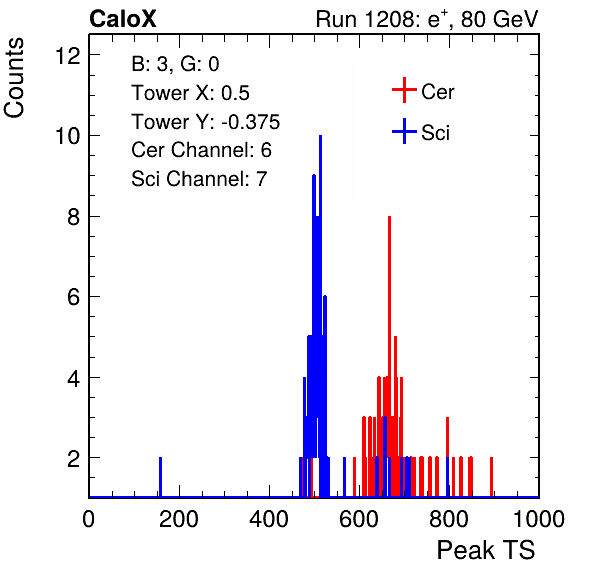 CaloX Run 1208: e⁺, 80 GeV
Counts
B: 3, G: 0
Tower X: 0.5
Tower Y: -0.375
Cer Channel: 6
Sci Channel: 7
Cer
Sci
12
10
8
6
4
2
0 200 400 600 800 1000
Peak TS